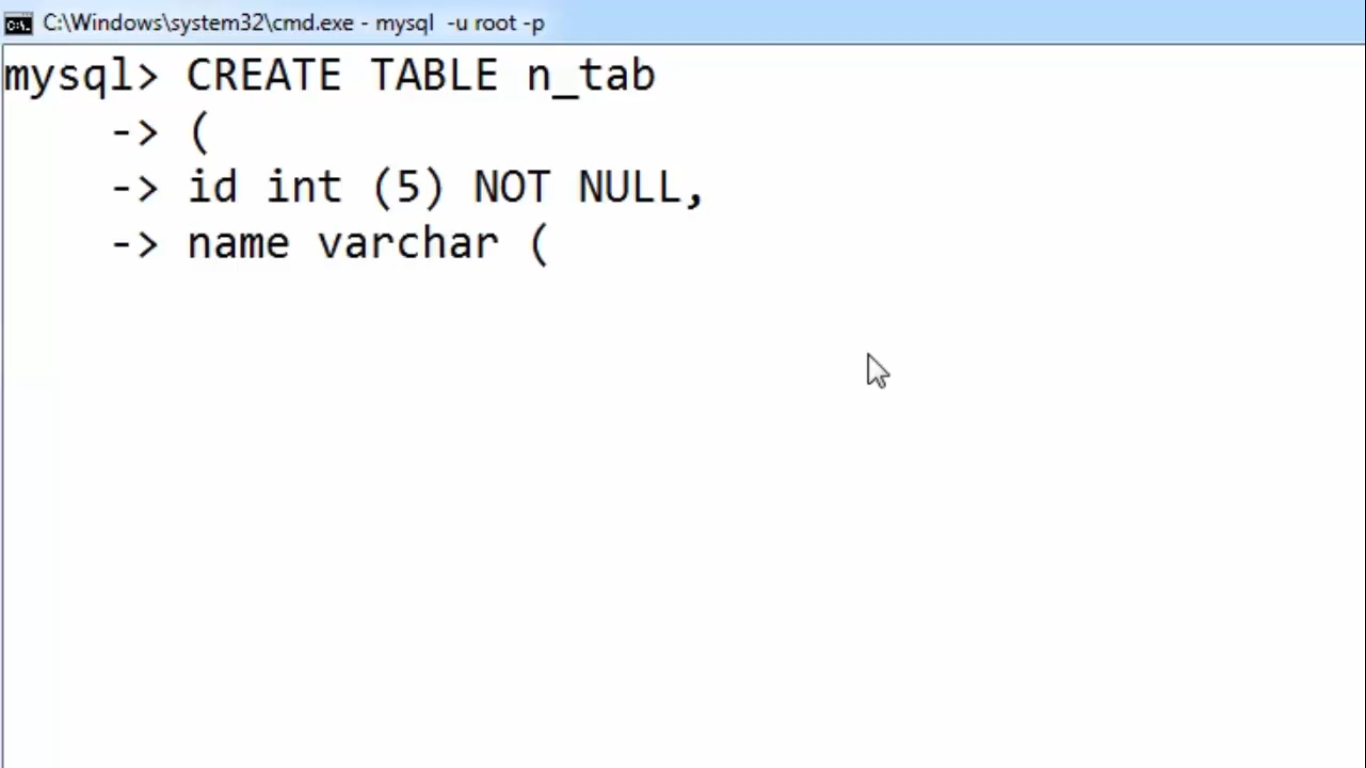 C:\Windows\system32\cmd.exe - mysql  -u root -p
mysql> CREATE TABLE n_tab
    -> (
    -> id int (5) NOT NULL,
    -> name varchar (